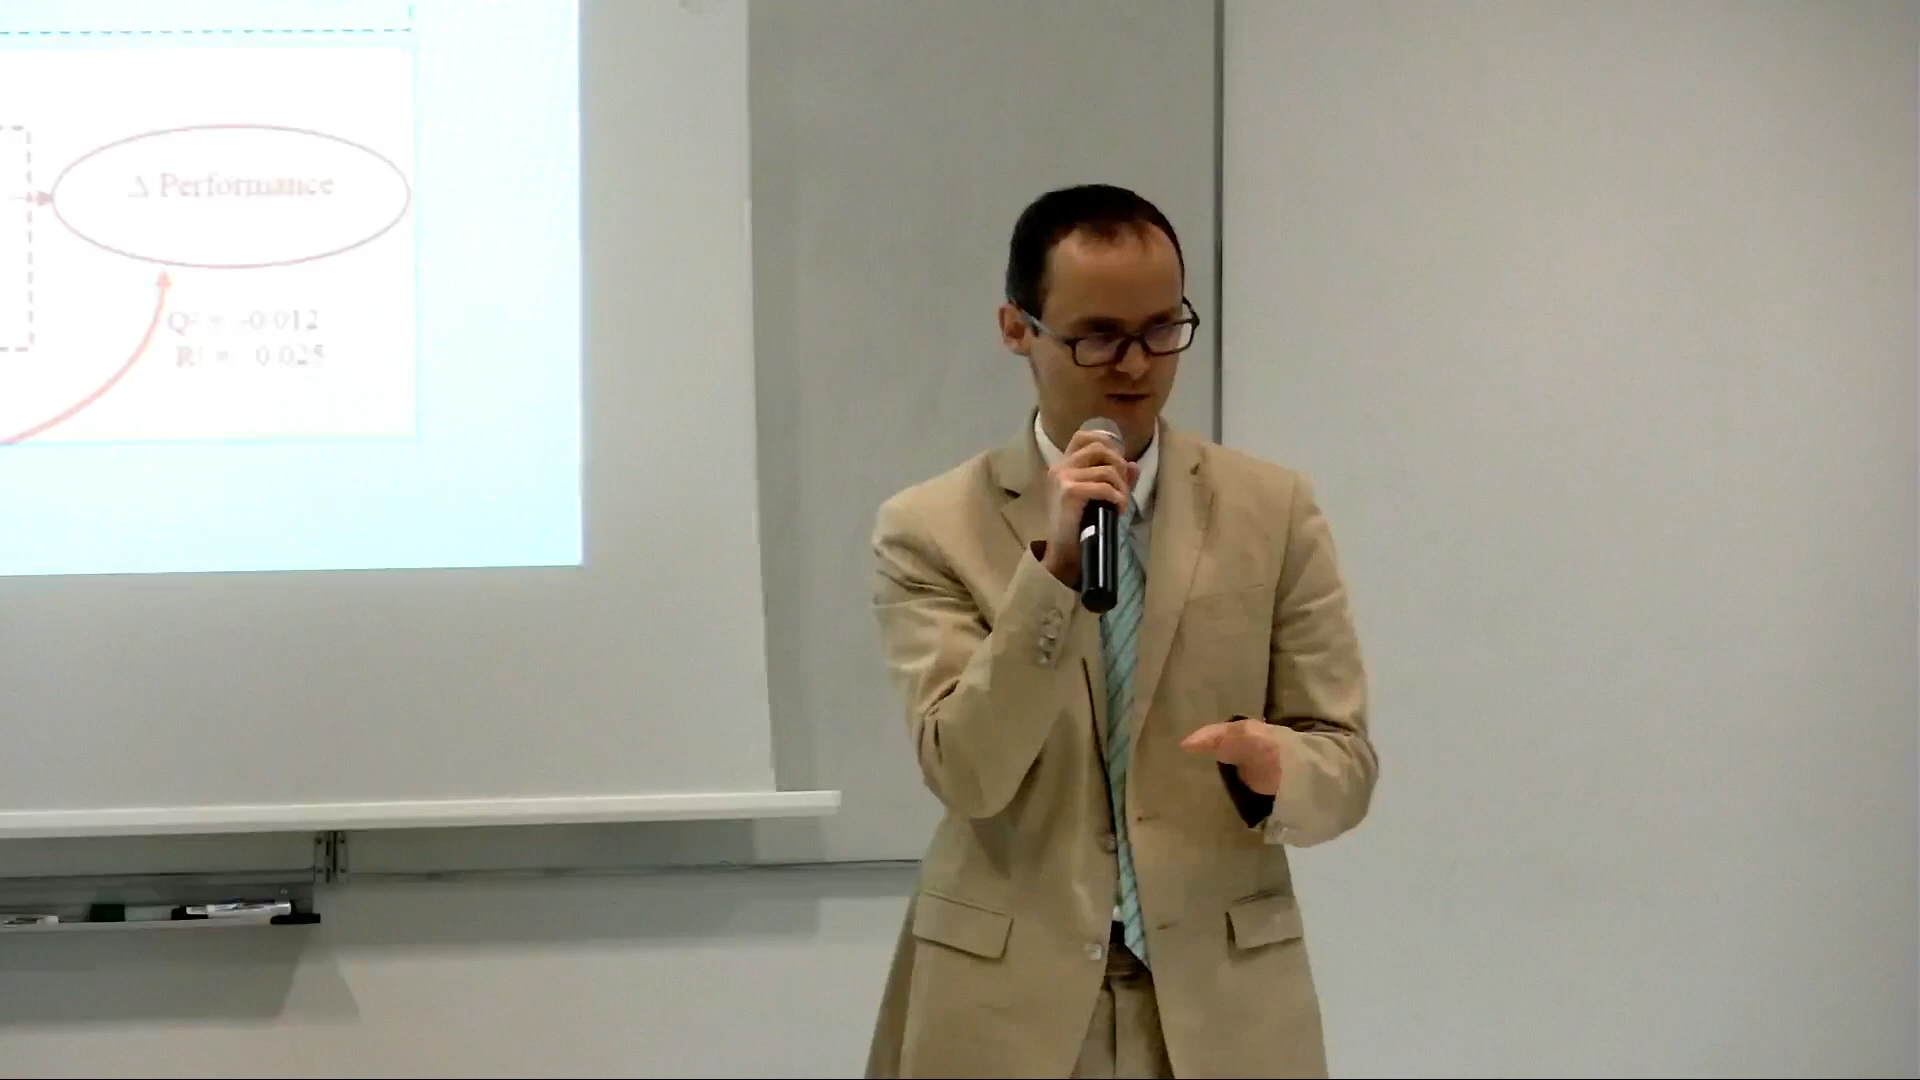 Δ Performance
Q² = -0.012
R² = 0.025